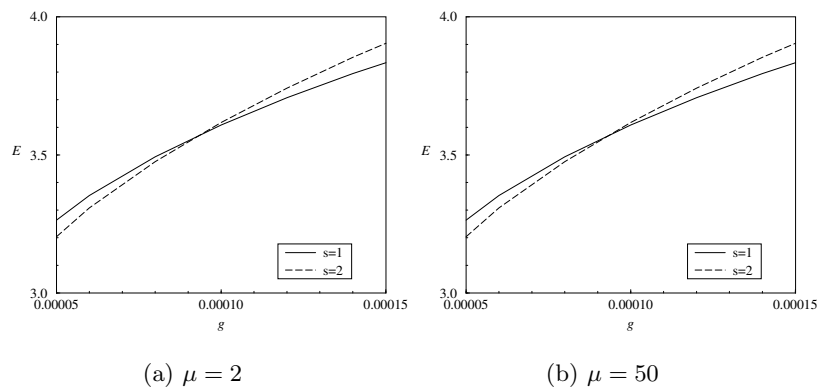 4.0
3.5
3.0
E
0.00005
0.00010
0.00015
g
s=1
s=2
(a) μ = 2
4.0
3.5
3.0
E
0.00005
0.00010
0.00015
g
s=1
s=2
(b) μ = 50